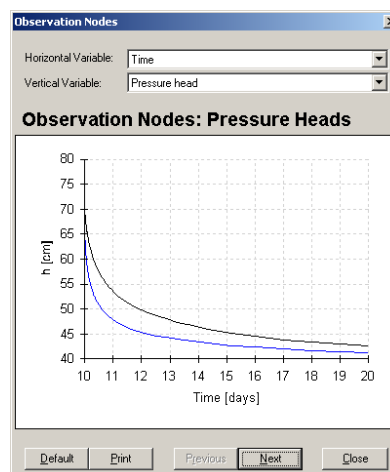 Observation Nodes
Horizontal Variable: Time
Vertical Variable: Pressure head
Observation Nodes: Pressure Heads
80
75
70
65
60
55
50
45
40
h [cm]
10 11 12 13 14 15 16 17 18 19 20
Time [days]
Default Print Previous Next Close